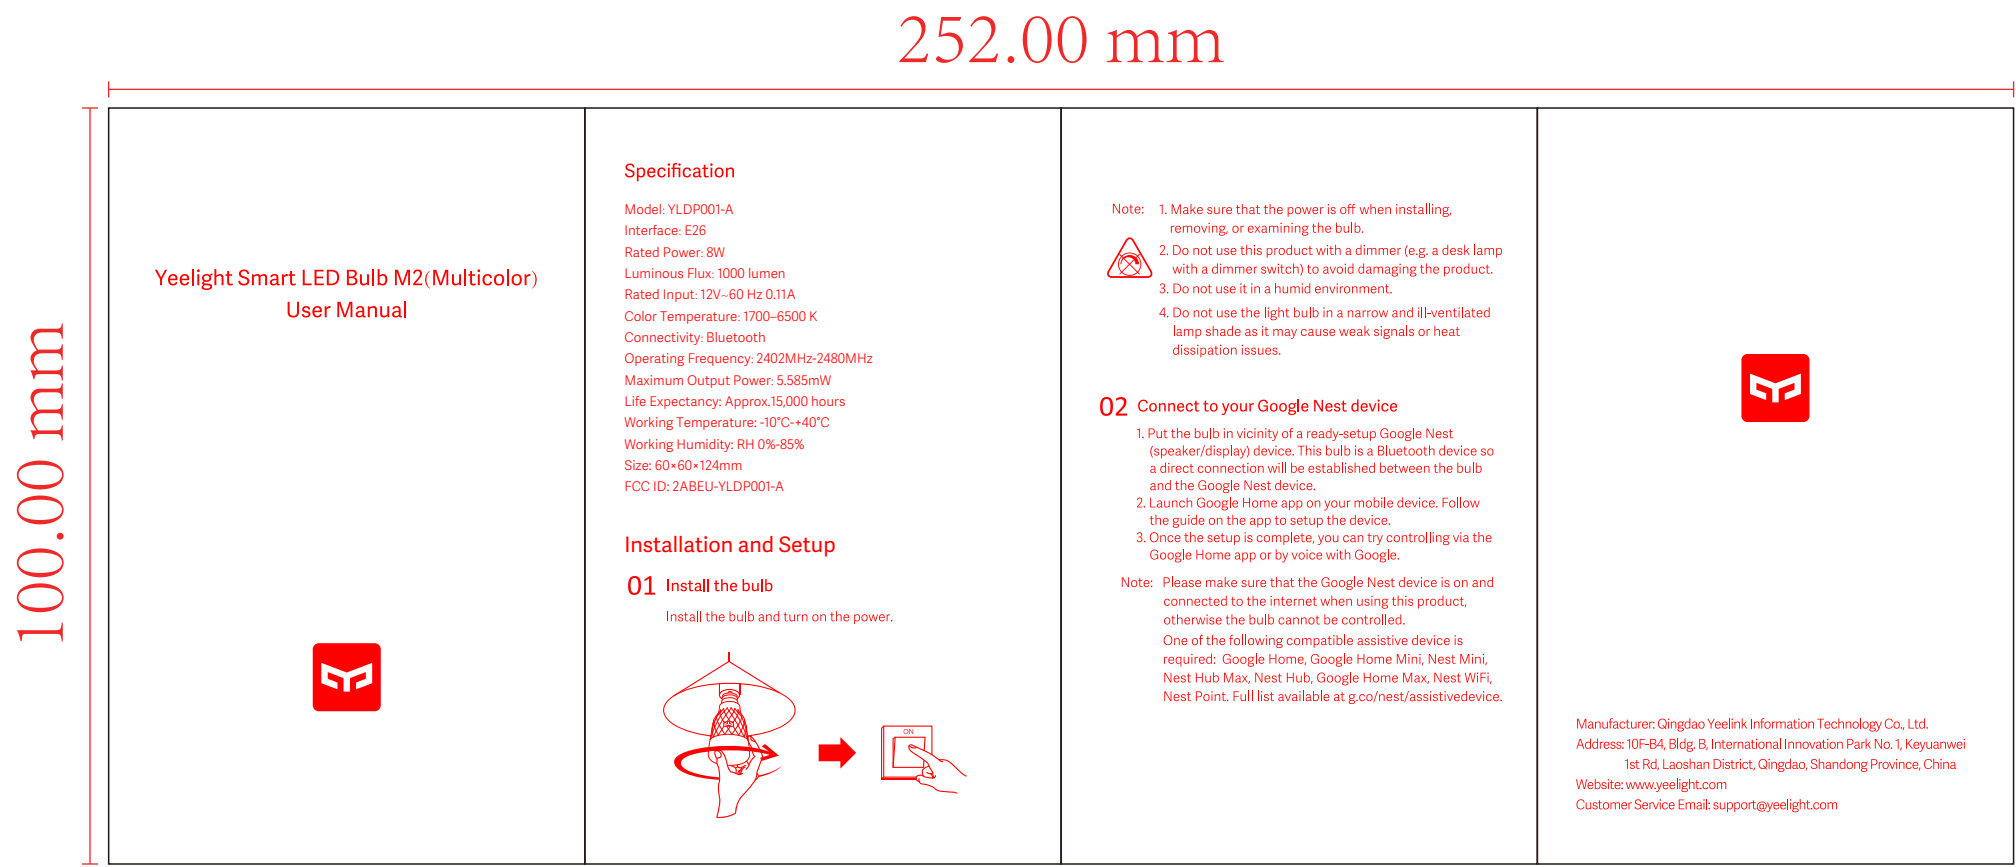 252.00 mm
100.00 mm
Yeelight Smart LED Bulb M2(Multicolor)
User Manual
Specification
Model: YLDP001-A
Interface: E26
Rated Power: 8W
Luminous Flux: 1000 lumen
Rated Input: 12V~60 Hz 0.11A
Color Temperature: 1700–6500 K
Connectivity: Bluetooth
Operating Frequency: 2402MHz-2480MHz
Maximum Output Power: 5.585mW
Life Expectancy: Approx.15,000 hours
Working Temperature: -10°C-+40°C
Working Humidity: RH 0%-85%
Size: 60×60×124mm
FCC ID: 2ABEU-YLDP001-A
Installation and Setup
01 Install the bulb
Install the bulb and turn on the power.
ON
Note: 1. Make sure that the power is off when installing,
removing, or examining the bulb.
2. Do not use this product with a dimmer (e.g. a desk lamp
with a dimmer switch) to avoid damaging the product.
3. Do not use it in a humid environment.
4. Do not use the light bulb in a narrow and ill-ventilated
lamp shade as it may cause weak signals or heat
dissipation issues.
02 Connect to your Google Nest device
1. Put the bulb in vicinity of a ready-setup Google Nest
(speaker/display) device. This bulb is a Bluetooth device so
a direct connection will be established between the bulb
and the Google Nest device.
2. Launch Google Home app on your mobile device. Follow
the guide on the app to setup the device.
3. Once the setup is complete, you can try controlling via the
Google Home app or by voice with Google.
Note: Please make sure that the Google Nest device is on and
connected to the internet when using this product,
otherwise the bulb cannot be controlled.
One of the following compatible assistive device is
required: Google Home, Google Home Mini, Nest Mini,
Nest Hub Max, Nest Hub, Google Home Max, Nest WiFi,
Nest Point. Full list available at g.co/nest/assistivedevice.
Manufacturer: Qingdao Yeelink Information Technology Co., Ltd.
Address: 10F-B4, Bldg. B, International Innovation Park No. 1, Keyuanwei
1st Rd, Laoshan District, Qingdao, Shandong Province, China
Website: www.yeelight.com
Customer Service Email: support@yeelight.com